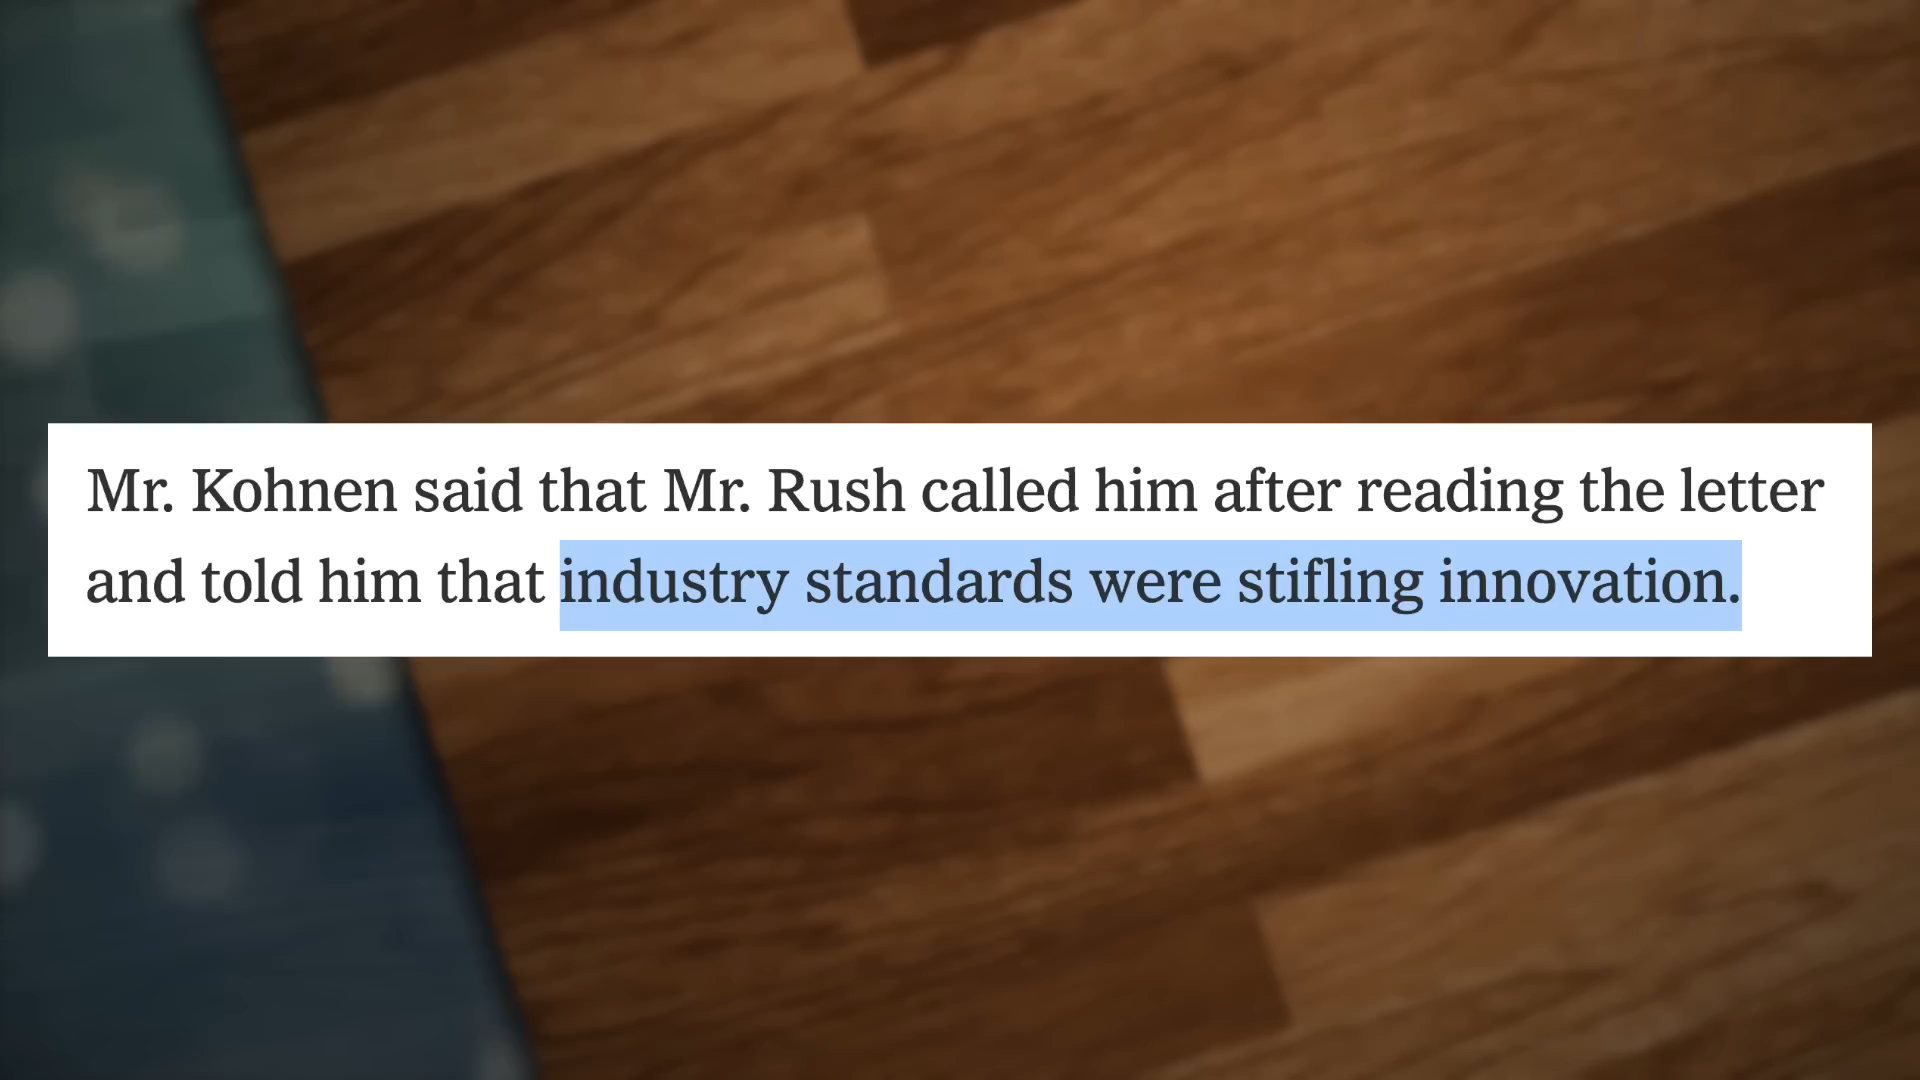 Mr. Kohnen said that Mr. Rush called him after reading the letter
and told him that industry standards were stifling innovation.